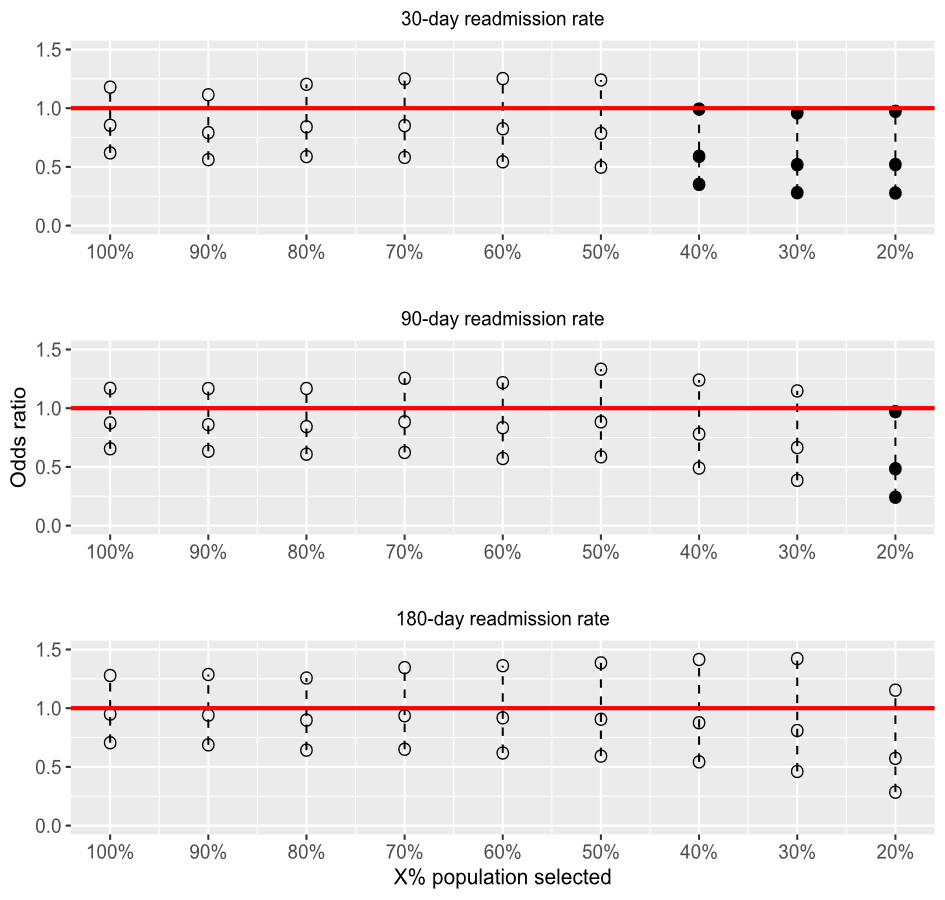 30-day readmission rate
1.5
1.0
0.5
0.0
100% 90% 80% 70% 60% 50% 40% 30% 20%
90-day readmission rate
Odds ratio
1.5
1.0
0.5
0.0
100% 90% 80% 70% 60% 50% 40% 30% 20%
180-day readmission rate
1.5
1.0
0.5
0.0
100% 90% 80% 70% 60% 50% 40% 30% 20%
X% population selected